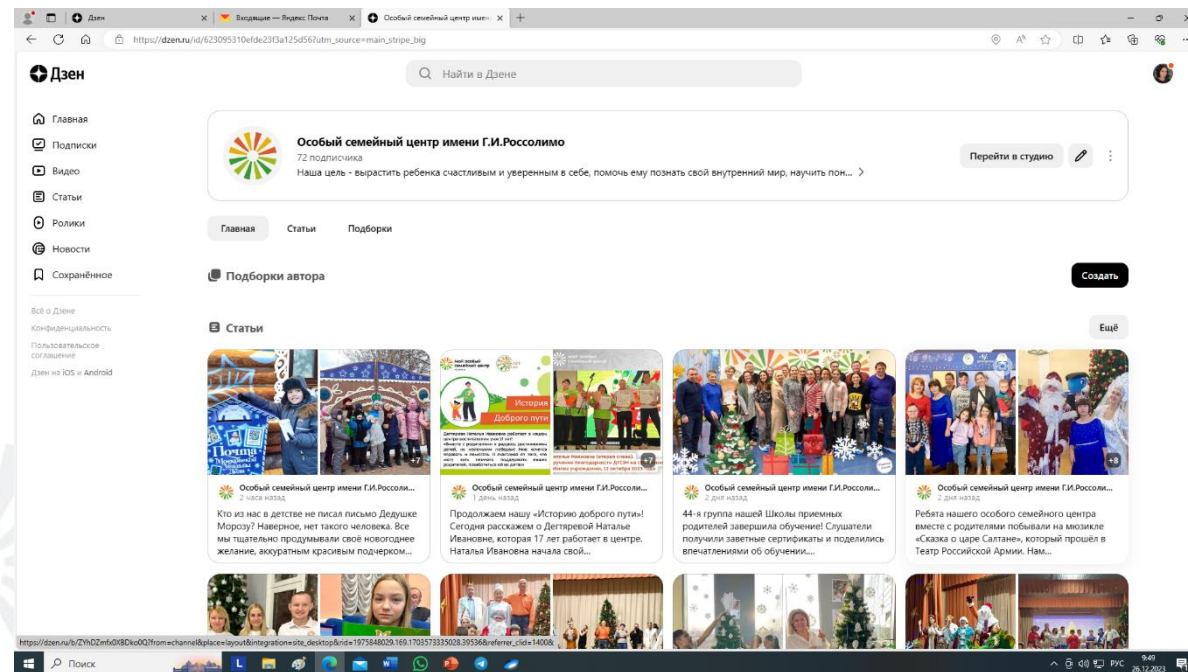 Дзен
Входящие — Яндекс Почта
Особый семейный центр имен
https://dzen.ru/id/623095310efde23f3a125d56?utm_source=main_stripe_big
Дзен
Найти в Дзене
Главная
Подписки
Видео
Статьи
Ролики
Новости
Сохранённое
Всё о Дзене
Конфиденциальность
Пользовательское
соглашение
Дзен на iOS и Android
Особый семейный центр имени Г.И.Россолимо
72 подписчика
Наша цель - вырастить ребенка счастливым и уверенным в себе, помочь ему познать свой внутренний мир, научить пон...
Перейти в студию
Главная Статьи Подборки
Подборки автора
Создать
Статьи
Ещё
Почта
+7
История
Доброго пути
+7
+8
Особый семейный центр имени Г.И.Россоли...
2 часа назад
Кто из нас в детстве не писал письмо Дедушке
Морозу? Наверное, нет такого человека. Все
мы тщательно продумывали своё новогоднее
желание, аккуратным красивым подчерком...
Особый семейный центр имени Г.И.Россоли...
1 день назад
Продолжаем нашу «Историю доброго пути»!
Сегодня расскажем о Дегтяревой Наталье
Ивановне, которая 17 лет работает в центре.
Наталья Ивановна начала свой...
Особый семейный центр имени Г.И.Россоли...
2 дня назад
44-я группа нашей Школы приемных
родителей завершила обучение! Слушатели
получили заветные сертификаты и поделились
впечатлениями об обучении....
Особый семейный центр имени Г.И.Россоли...
2 дня назад
Ребята нашего особого семейного центра
вместе с родителями побывали на мюзикле
«Сказка о царе Салтане», который прошёл в
Театр Российской Армии. Нам...
Поиск
РУС
9:49
26.12.2023